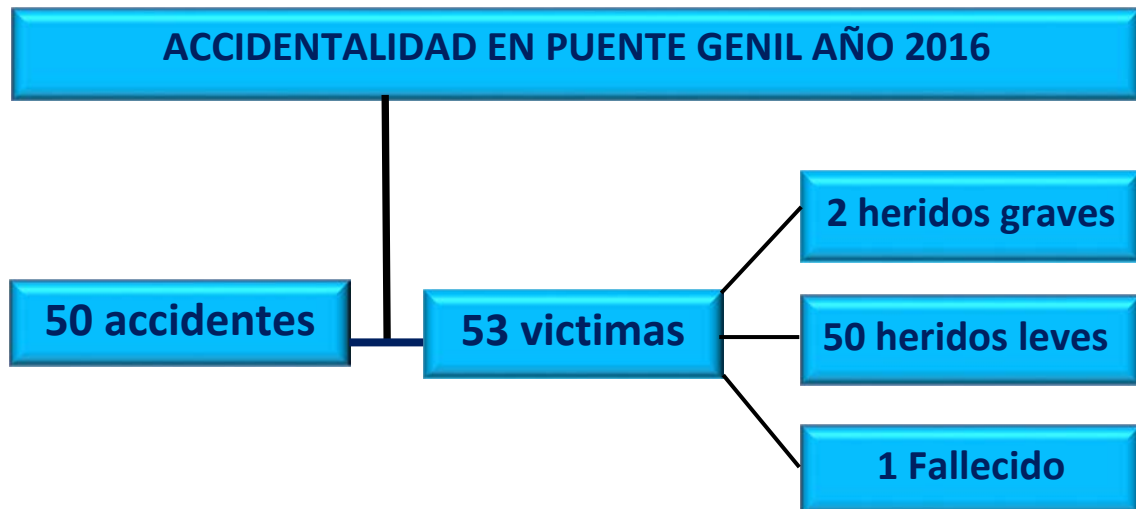 ACCIDENTALIDAD EN PUENTE GENIL AÑO 2016
50 accidentes
53 victimas
2 heridos graves
50 heridos leves
1 Fallecido